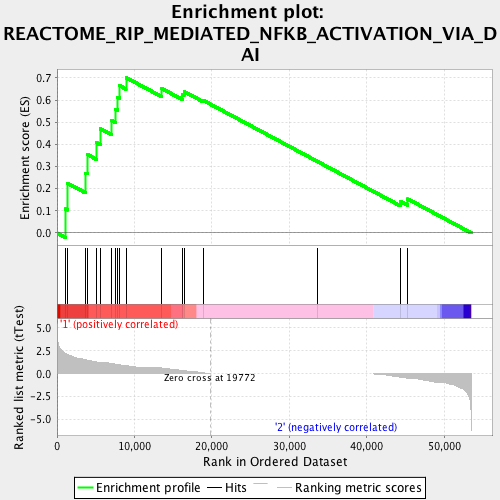 Enrichment plot:
REACTOME_RIP_MEDIATED_NFKB_ACTIVATION_VIA_D
AI
Enrichment score (ES)
0.7
0.6
0.5
0.4
0.3
0.2
0.1
0.0
'1' (positively correlated)
Ranked list metric (tTest)
5.0
2.5
0.0
-2.5
-5.0
Zero cross at 19772
'2' (negatively correlated)
0 10,000 20,000 30,000 40,000 50,000
Rank in Ordered Dataset
Enrichment profile Hits Ranking metric scores